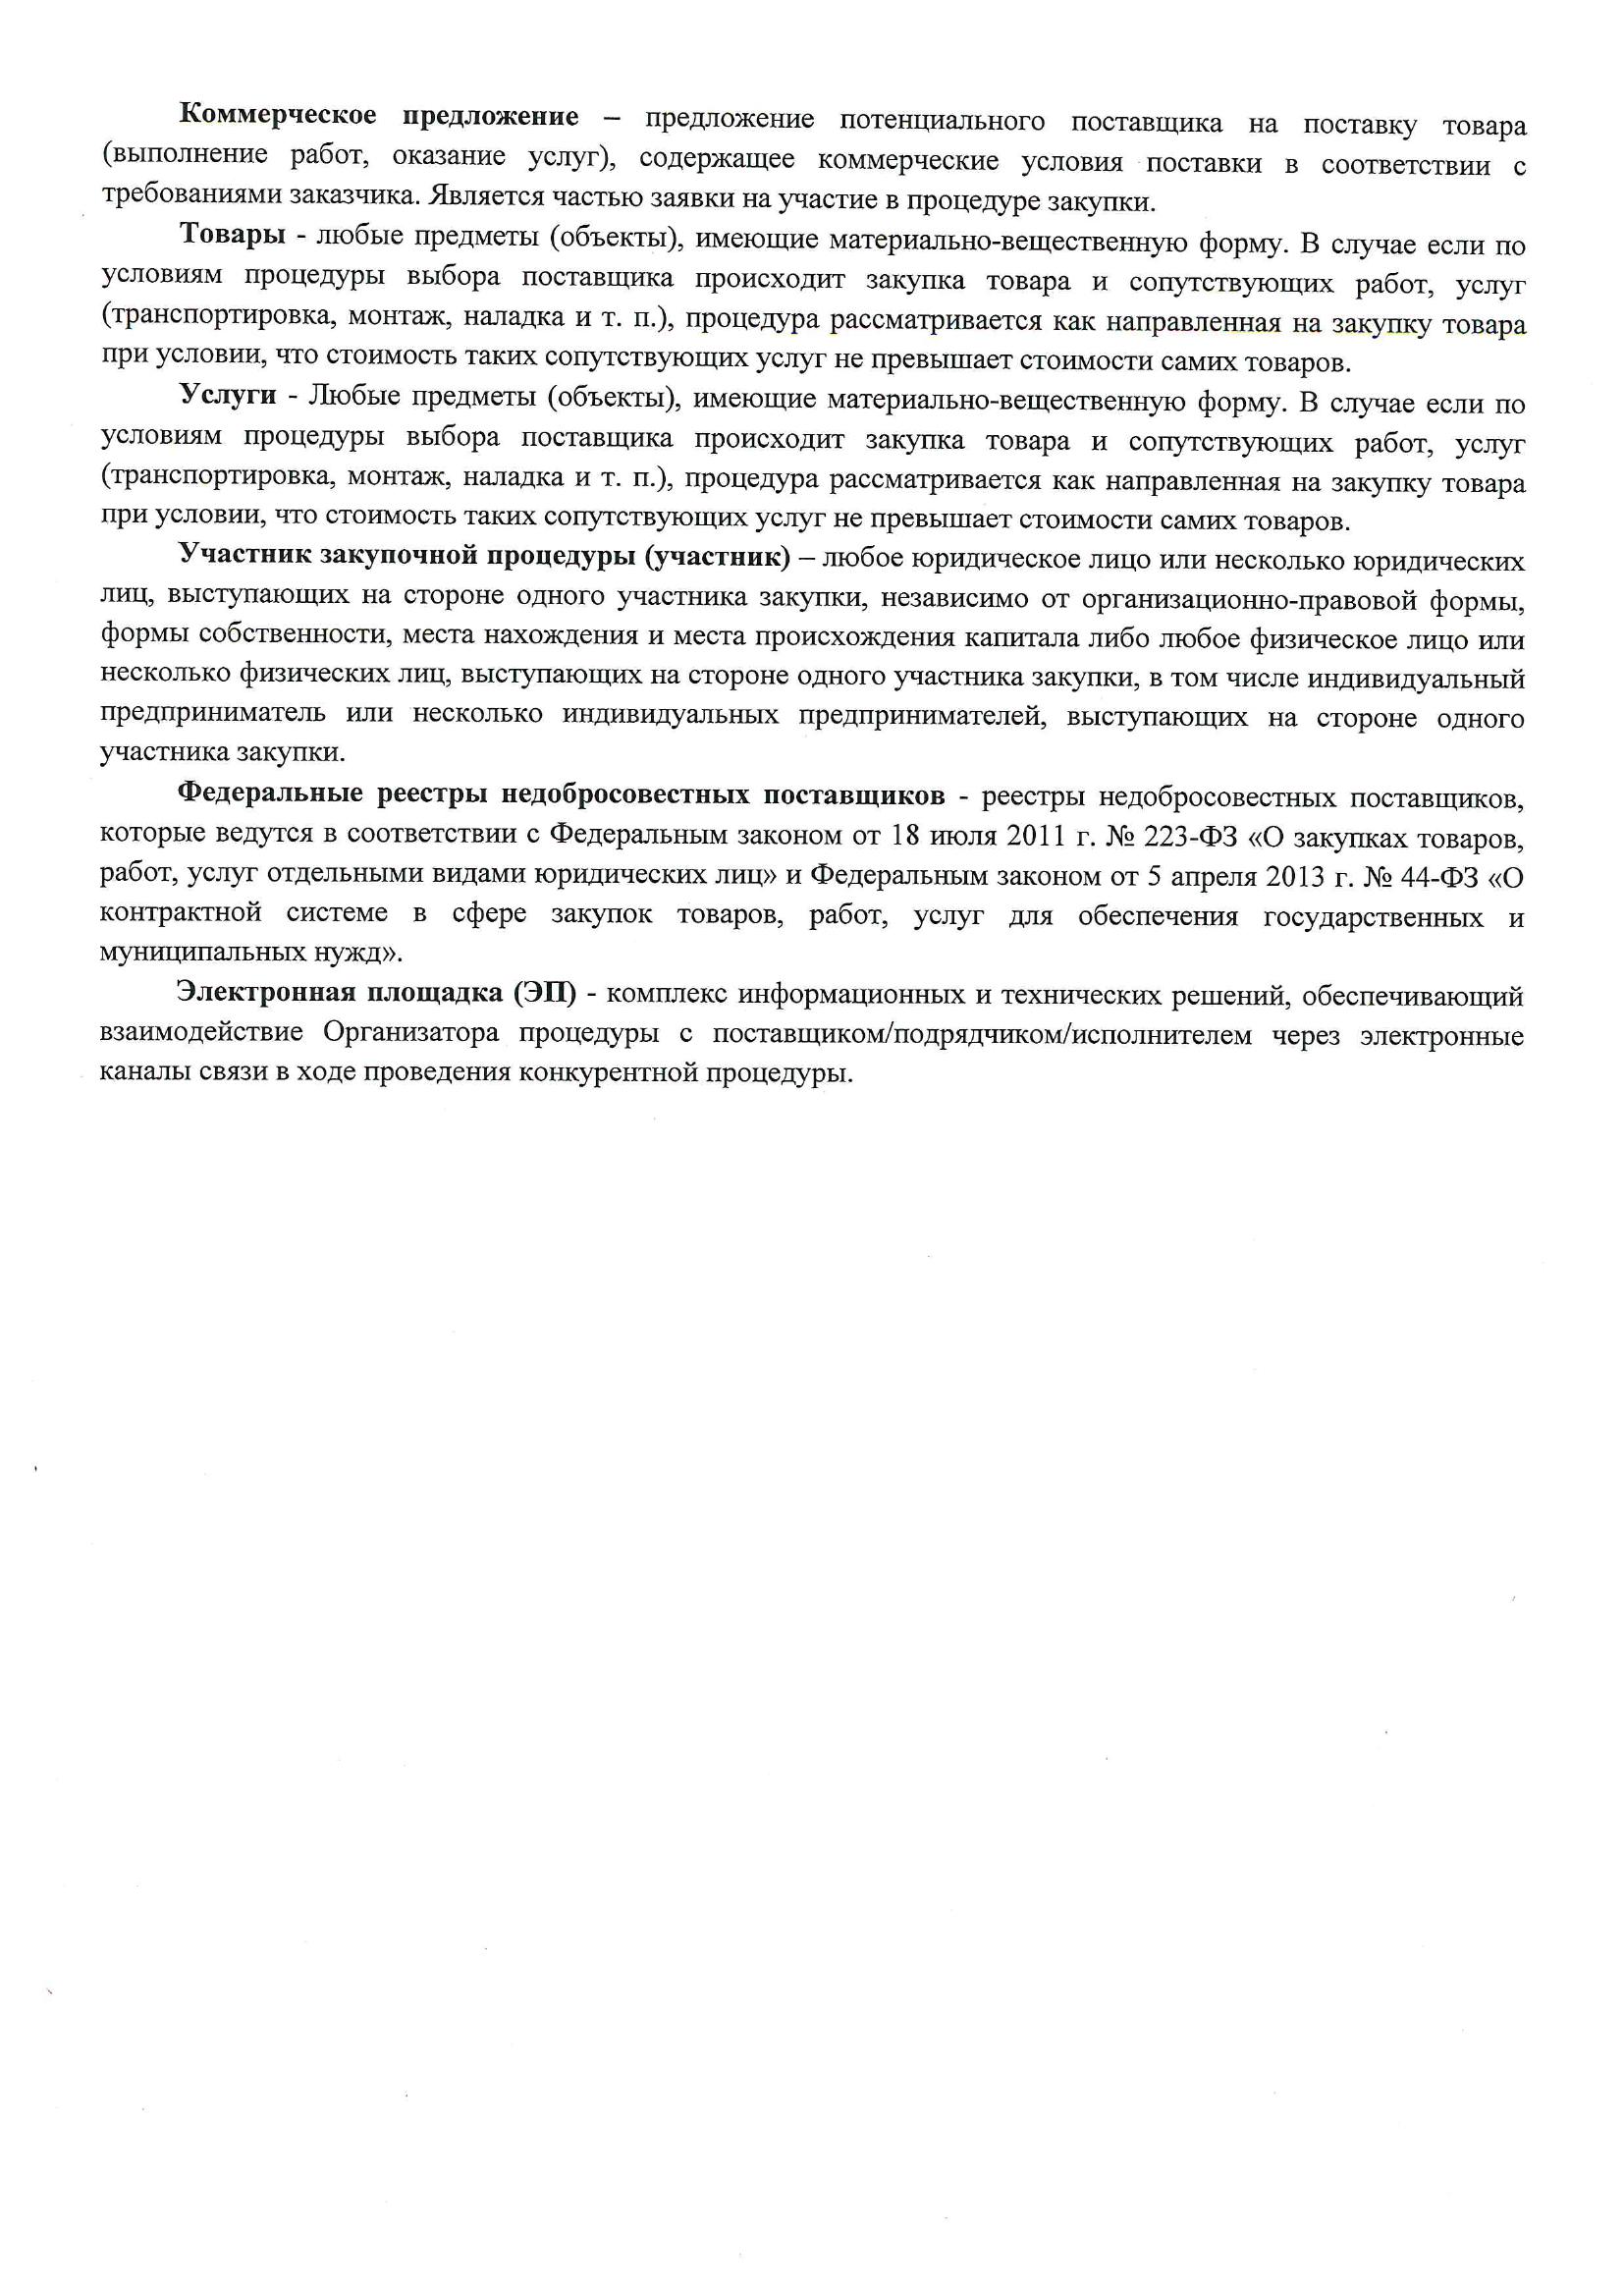 Коммерческое предложение – предложение потенциального поставщика на поставку товара
(выполнение работ, оказание услуг), содержащее коммерческие условия поставки в соответствии с
требованиями заказчика. Является частью заявки на участие в процедуре закупки.
Товары - любые предметы (объекты), имеющие материально-вещественную форму. В случае если по
условиям процедуры выбора поставщика происходит закупка товара и сопутствующих работ, услуг
(транспортировка, монтаж, наладка и т. п.), процедура рассматривается как направленная на закупку товара
при условии, что стоимость таких сопутствующих услуг не превышает стоимости самих товаров.
Услуги - Любые предметы (объекты), имеющие материально-вещественную форму. В случае если по
условиям процедуры выбора поставщика происходит закупка товара и сопутствующих работ, услуг
(транспортировка, монтаж, наладка и т. п.), процедура рассматривается как направленная на закупку товара
при условии, что стоимость таких сопутствующих услуг не превышает стоимости самих товаров.
Участник закупочной процедуры (участник) – любое юридическое лицо или несколько юридических
лиц, выступающих на стороне одного участника закупки, независимо от организационно-правовой формы,
формы собственности, места нахождения и места происхождения капитала либо любое физическое лицо или
несколько физических лиц, выступающих на стороне одного участника закупки, в том числе индивидуальный
предприниматель или несколько индивидуальных предпринимателей, выступающих на стороне одного
участника закупки.
Федеральные реестры недобросовестных поставщиков - реестры недобросовестных поставщиков,
которые ведутся в соответствии с Федеральным законом от 18 июля 2011 г. № 223-ФЗ «О закупках товаров,
работ, услуг отдельными видами юридических лиц» и Федеральным законом от 5 апреля 2013 г. № 44-ФЗ «О
контрактной системе в сфере закупок товаров, работ, услуг для обеспечения государственных и
муниципальных нужд».
Электронная площадка (ЭП) - комплекс информационных и технических решений, обеспечивающий
взаимодействие Организатора процедуры с поставщиком/подрядчиком/исполнителем через электронные
каналы связи в ходе проведения конкурентной процедуры.